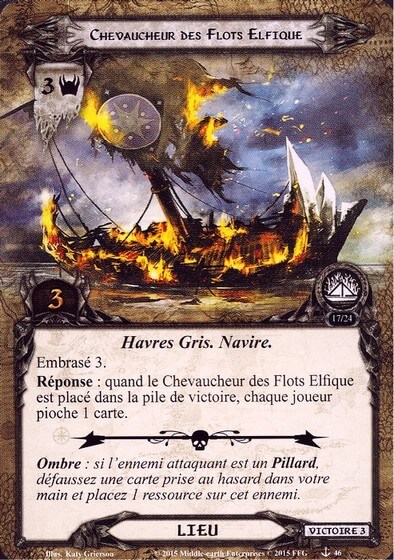 Chevaucheur des Flots Elfique
3
3
17/24
Havres Gris. Navire.
Embrasé 3.
Réponse : quand le Chevaucheur des Flots Elfique
est placé dans la pile de victoire, chaque joueur
pioche 1 carte.
Ombre : si l'ennemi attaquant est un Pillard,
défaussez une carte prise au hasard dans votre
main et placez 1 ressource sur cet ennemi.
LIEU
VICTOIRE 3
Illus. Katy Grierson
© 2015 Middle-earth Enterprises © 2015 FFG
46